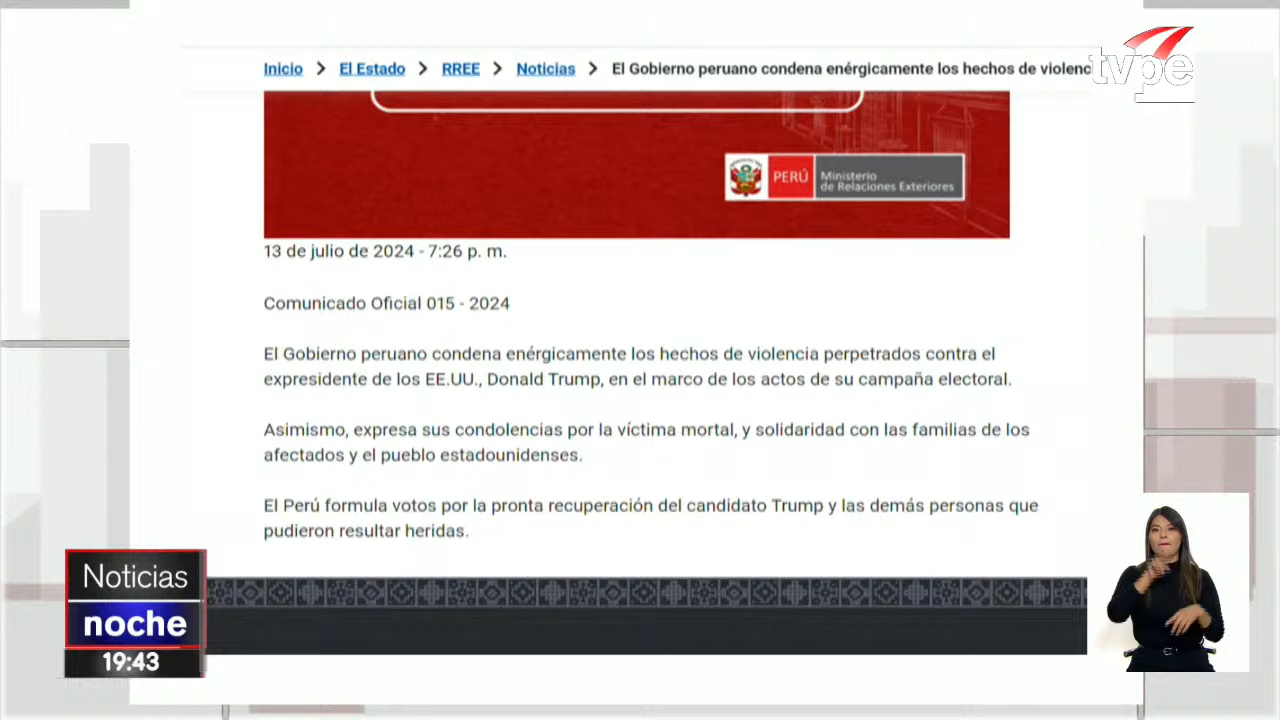 Inicio > El Estado > RREE > Noticias > El Gobierno peruano condena enérgicamente los hechos de violenc
tvpe
PERÚ
Ministerio
de Relaciones Exteriores
13 de julio de 2024 - 7:26 p. m.
Comunicado Oficial 015 - 2024
El Gobierno peruano condena enérgicamente los hechos de violencia perpetrados contra el
expresidente de los EE.UU., Donald Trump, en el marco de los actos de su campaña electoral.
Asimismo, expresa sus condolencias por la víctima mortal, y solidaridad con las familias de los
afectados y el pueblo estadounidenses.
El Perú formula votos por la pronta recuperación del candidato Trump y las demás personas que
pudieron resultar heridas.
Noticias
noche
19:43